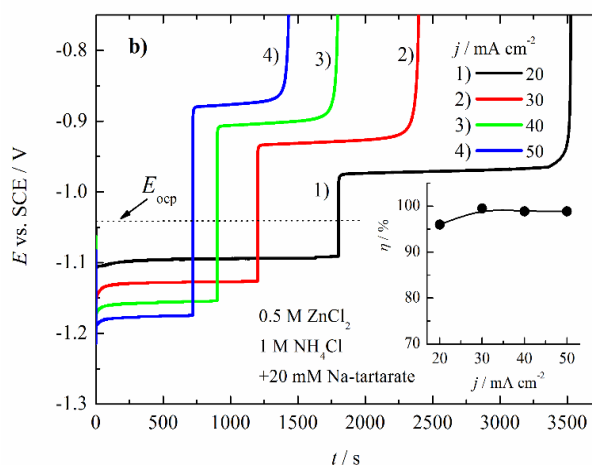 b)
4)
3)
2)
1)
j / mA cm⁻²
1) 20
2) 30
3) 40
4) 50
E vs. SCE / V
-0.8
-0.9
-1.0
-1.1
-1.2
-1.3
E_ocp
0.5 M ZnCl₂
1 M NH₄Cl
+20 mM Na-tartarate
η / %
100
90
80
70
20 30 40 50
j / mA cm⁻²
0 500 1000 1500 2000 2500 3000 3500
t / s